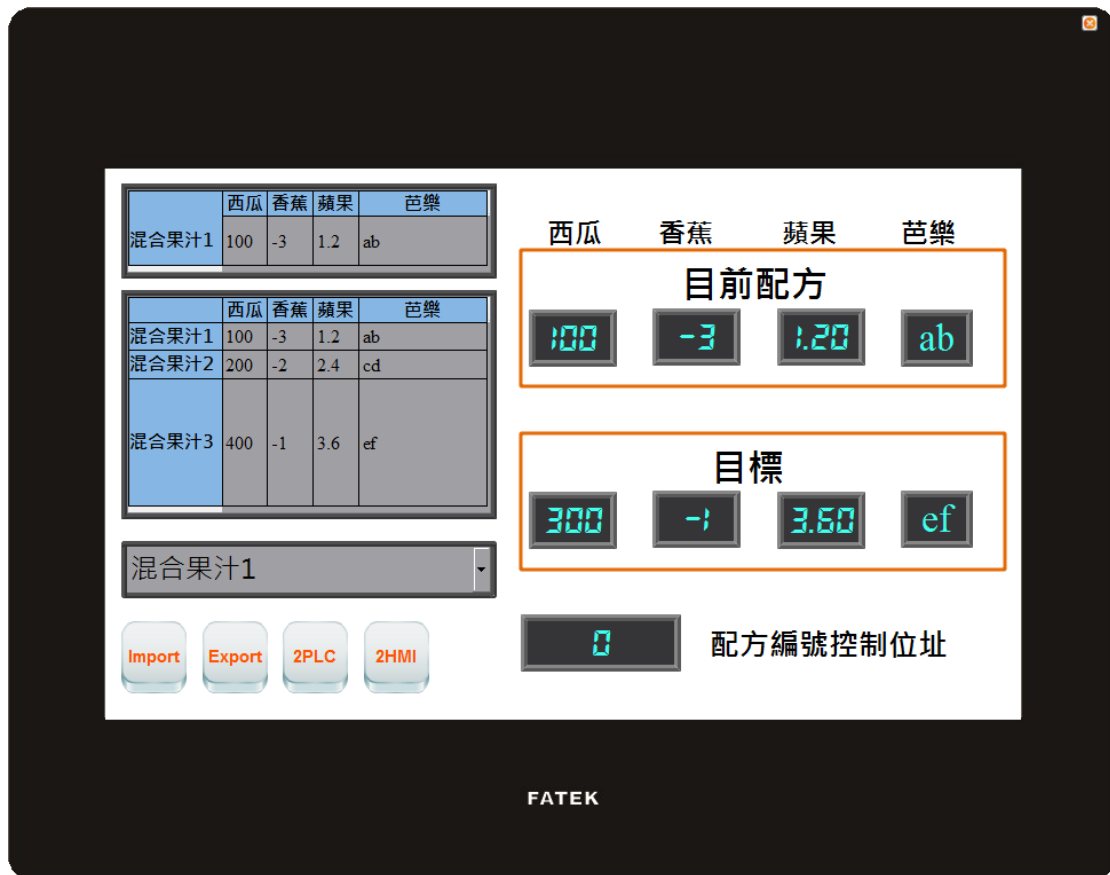 西瓜 香蕉 蘋果 芭樂
混合果汁1 100 -3 1.2 ab
西瓜 香蕉 蘋果 芭樂
混合果汁1 100 -3 1.2 ab
混合果汁2 200 -2 2.4 cd
混合果汁3 400 -1 3.6 ef
混合果汁1
Import Export 2PLC 2HMI
西瓜 香蕉 蘋果 芭樂
目前配方
100 -3 1.20 ab
目標
300 -1 3.60 ef
0 配方編號控制位址
FATEK